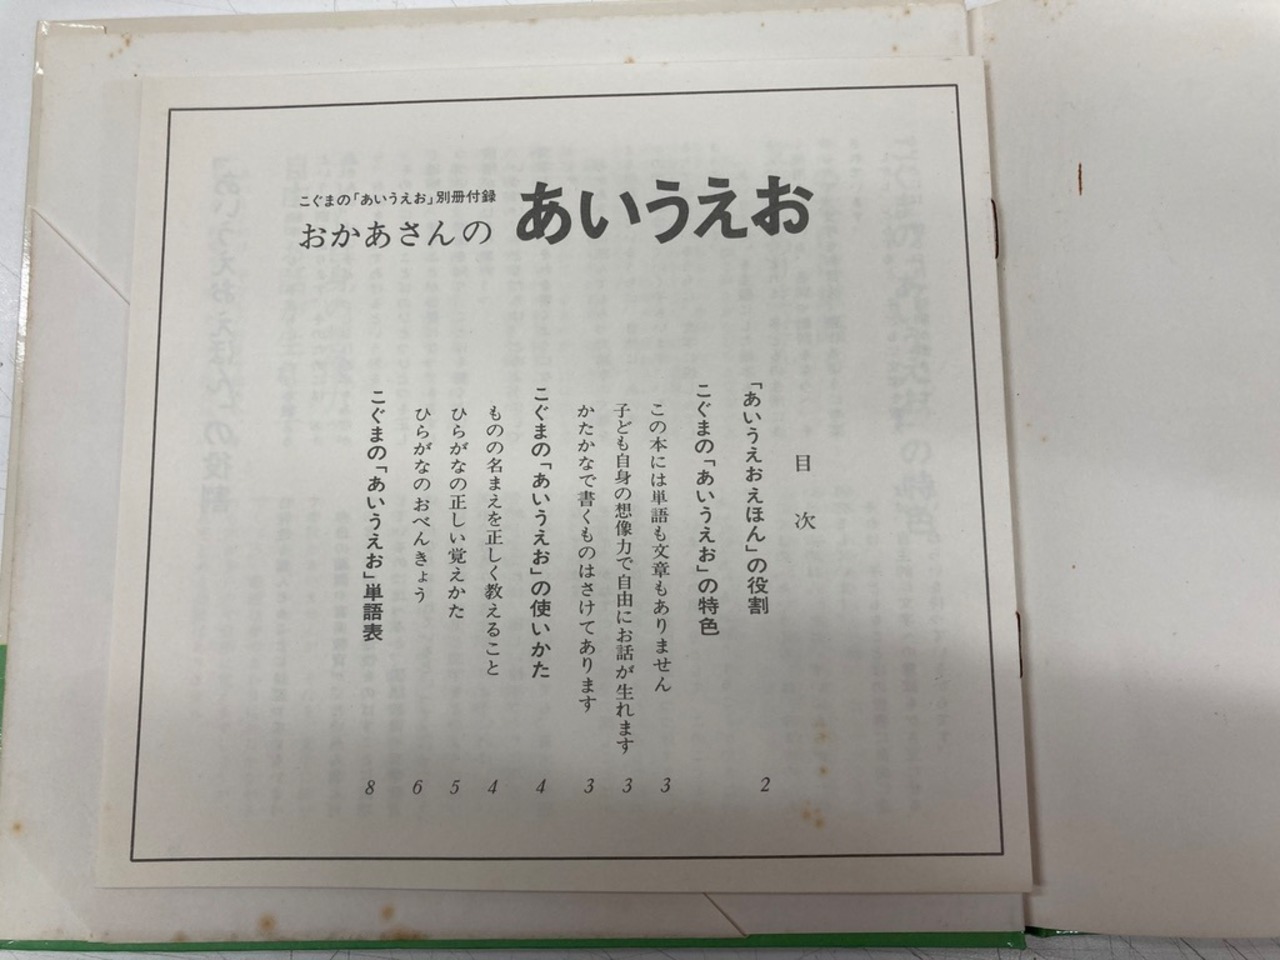 こぐまの「あいうえお」別冊付録
おかあさんの
あいうえお
目次
「あいうえおえほん」の役割 2
こぐまの「あいうえお」の特色
この本には単語も文章もありません 3
子ども自身の想像力で自由にお話が生れます 3
かたかなで書くものはさけてあります 3
こぐまの「あいうえお」の使いかた 4
ものの名まえを正しく教えること 4
ひらがなの正しい覚えかた 5
ひらがなのおべんきょう 6
こぐまの「あいうえお」単語表 8